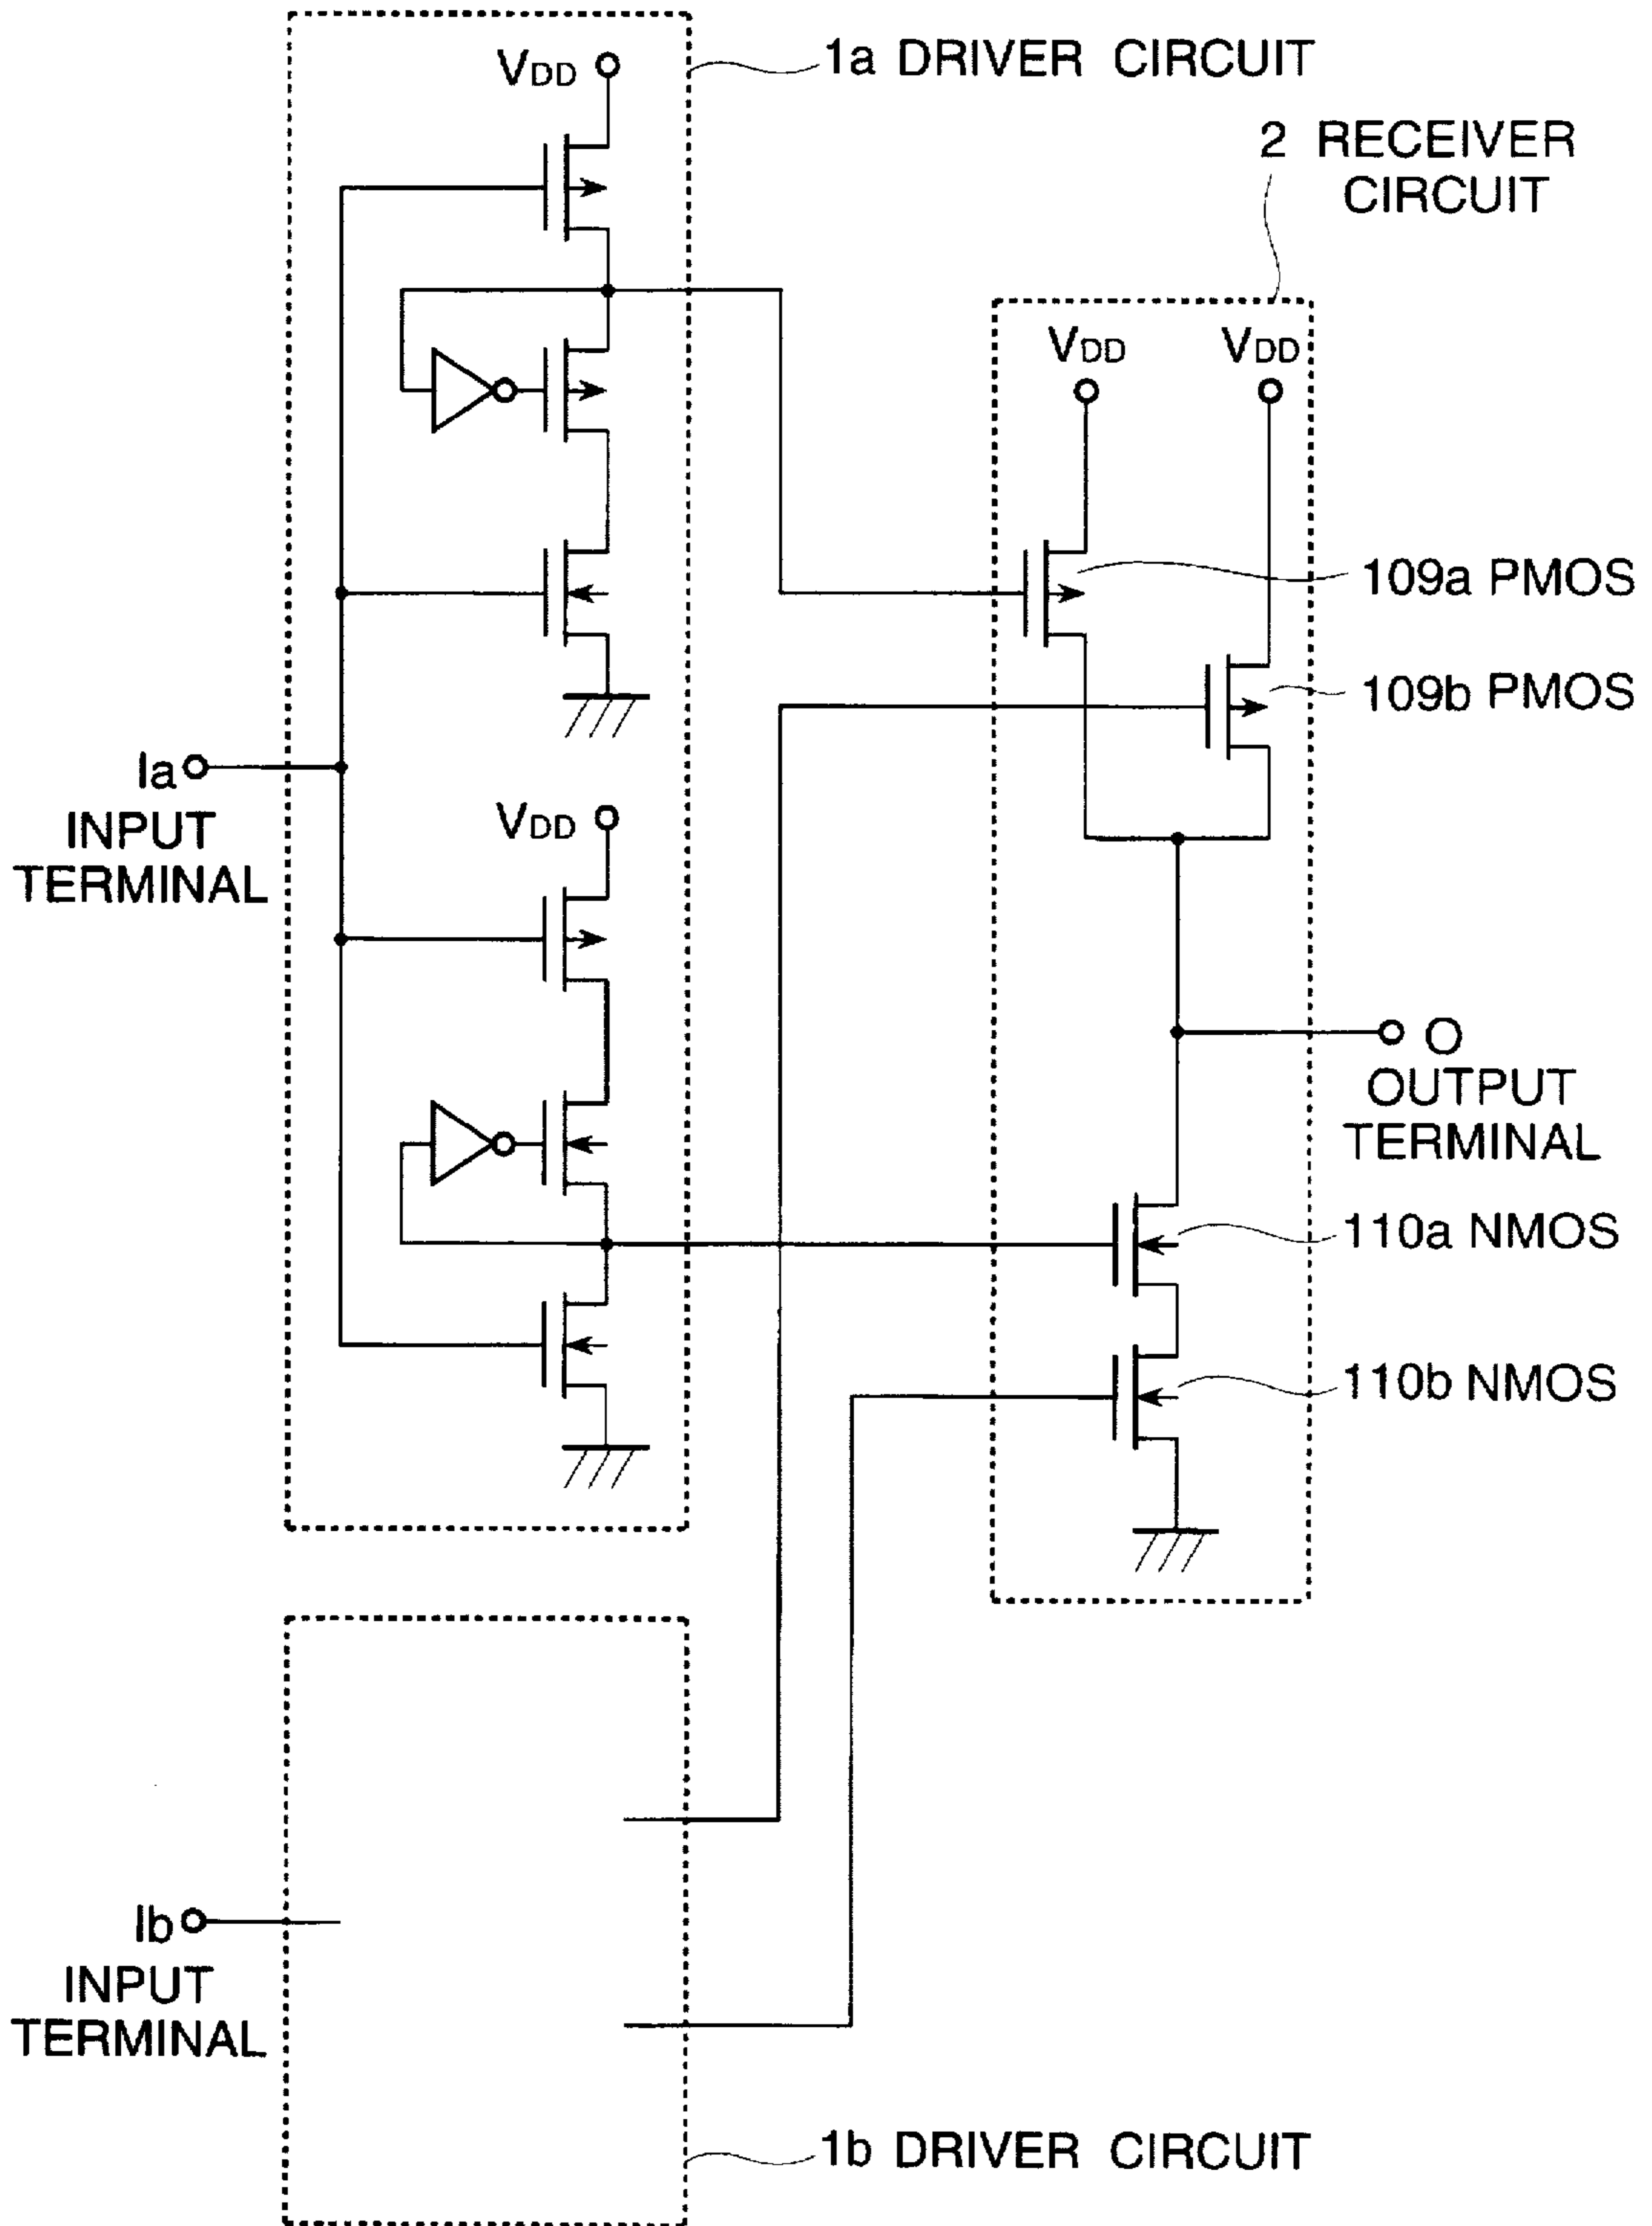 VDD
1a DRIVER CIRCUIT
2 RECEIVER
CIRCUIT
VDD
VDD
109a PMOS
109b PMOS
Ia
INPUT
TERMINAL
VDD
O
OUTPUT
TERMINAL
110a NMOS
110b NMOS
Ib
INPUT
TERMINAL
1b DRIVER CIRCUIT